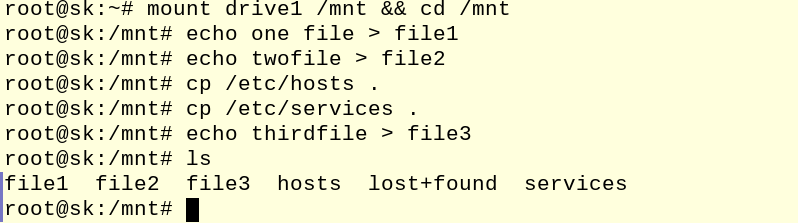 root@sk:~# mount drive1 /mnt && cd /mnt
root@sk:/mnt# echo one file > file1
root@sk:/mnt# echo twofile > file2
root@sk:/mnt# cp /etc/hosts .
root@sk:/mnt# cp /etc/services .
root@sk:/mnt# echo thirdfile > file3
root@sk:/mnt# ls
file1  file2  file3  hosts  lost+found  services
root@sk:/mnt#